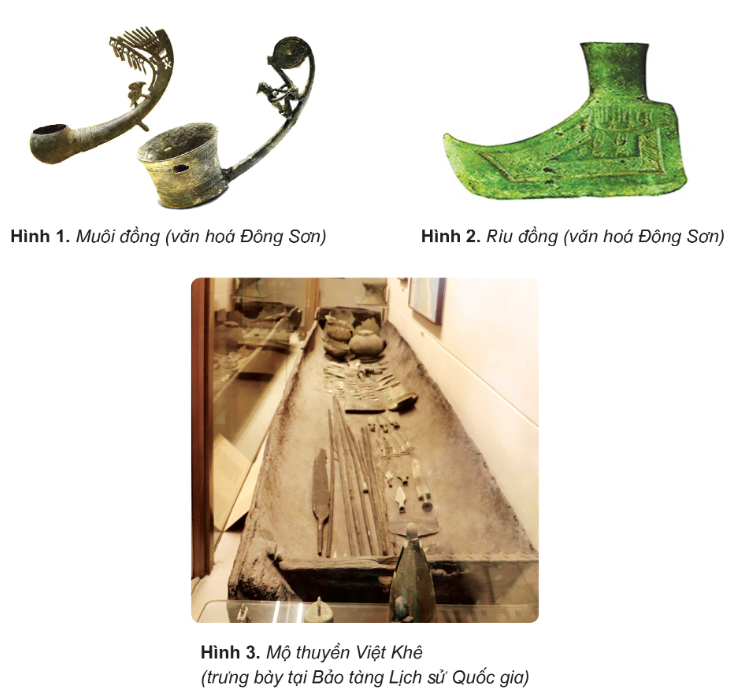 Hình 1. Muôi đồng (văn hoá Đông Sơn)
Hình 2. Rìu đồng (văn hoá Đông Sơn)
Hình 3. Mộ thuyền Việt Khê
(trưng bày tại Bảo tàng Lịch sử Quốc gia)